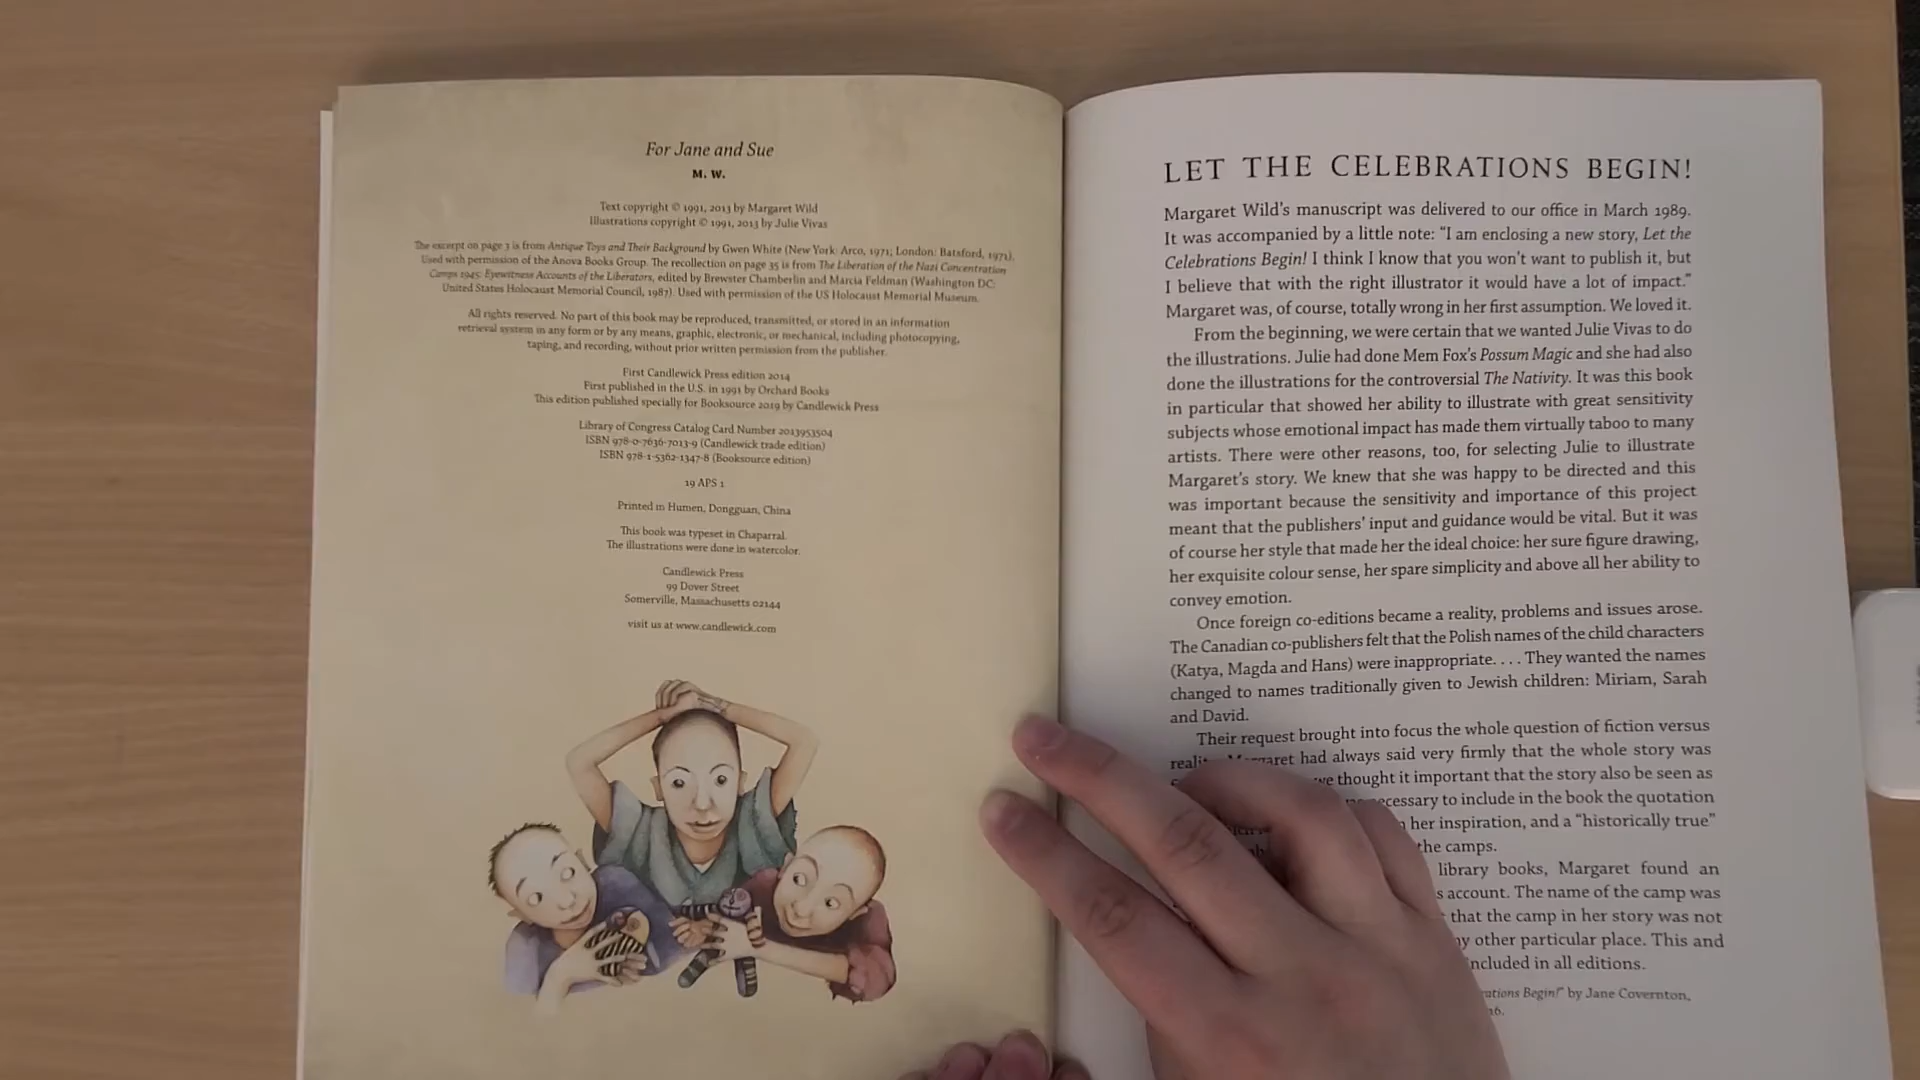 For Jane and Sue
M. W.
Text copyright © 1991, 2013 by Margaret Wild
Illustrations copyright © 1991, 2013 by Julie Vivas
The excerpt on page 3 is from Antique Toys and Their Background by Gwen White (New York: Arco, 1971; London: Batsford, 1971).
Used with permission of the Anova Books Group. The recollection on page 35 is from The Liberation of the Nazi Concentration
Camps 1945: Eyewitness Accounts of the Liberators, edited by Brewster Chamberlin and Marcia Feldman (Washington DC:
United States Holocaust Memorial Council, 1987). Used with permission of the US Holocaust Memorial Museum.
All rights reserved. No part of this book may be reproduced, transmitted, or stored in an information
retrieval system in any form or by any means, graphic, electronic, or mechanical, including photocopying,
taping, and recording, without prior written permission from the publisher.
First Candlewick Press edition 2014
First published in the U.S. in 1991 by Orchard Books
This edition published specially for Booksource 2019 by Candlewick Press
Library of Congress Catalog Card Number 2013953504
ISBN 978-0-7636-7013-9 (Candlewick trade edition)
ISBN 978-1-5362-1347-8 (Booksource edition)
19 APS 1
Printed in Humen, Dongguan, China
This book was typeset in Chaparral.
The illustrations were done in watercolor.
Candlewick Press
99 Dover Street
Somerville, Massachusetts 02144
visit us at www.candlewick.com
LET THE CELEBRATIONS BEGIN!
Margaret Wild's manuscript was delivered to our office in March 1989.
It was accompanied by a little note: “I am enclosing a new story, Let the
Celebrations Begin! I think I know that you won't want to publish it, but
I believe that with the right illustrator it would have a lot of impact.”
Margaret was, of course, totally wrong in her first assumption. We loved it.
From the beginning, we were certain that we wanted Julie Vivas to do
the illustrations. Julie had done Mem Fox's Possum Magic and she had also
done the illustrations for the controversial The Nativity. It was this book
in particular that showed her ability to illustrate with great sensitivity
subjects whose emotional impact has made them virtually taboo to many
artists. There were other reasons, too, for selecting Julie to illustrate
Margaret's story. We knew that she was happy to be directed and this
was important because the sensitivity and importance of this project
meant that the publishers' input and guidance would be vital. But it was
of course her style that made her the ideal choice: her sure figure drawing,
her exquisite colour sense, her spare simplicity and above all her ability to
convey emotion.
Once foreign co-editions became a reality, problems and issues arose.
The Canadian co-publishers felt that the Polish names of the child characters
(Katya, Magda and Hans) were inappropriate. . . . They wanted the names
changed to names traditionally given to Jewish children: Miriam, Sarah
and David.
Their request brought into focus the whole question of fiction versus
had always said very firmly that the whole story was
we thought it important that the story also be seen as
to include in the book the quotation
her inspiration, and a “historically true”
the camps.
library books, Margaret found an
account. The name of the camp was
that the camp in her story was not
other particular place. This and
included in all editions.
Begin!” by Jane Covernton,